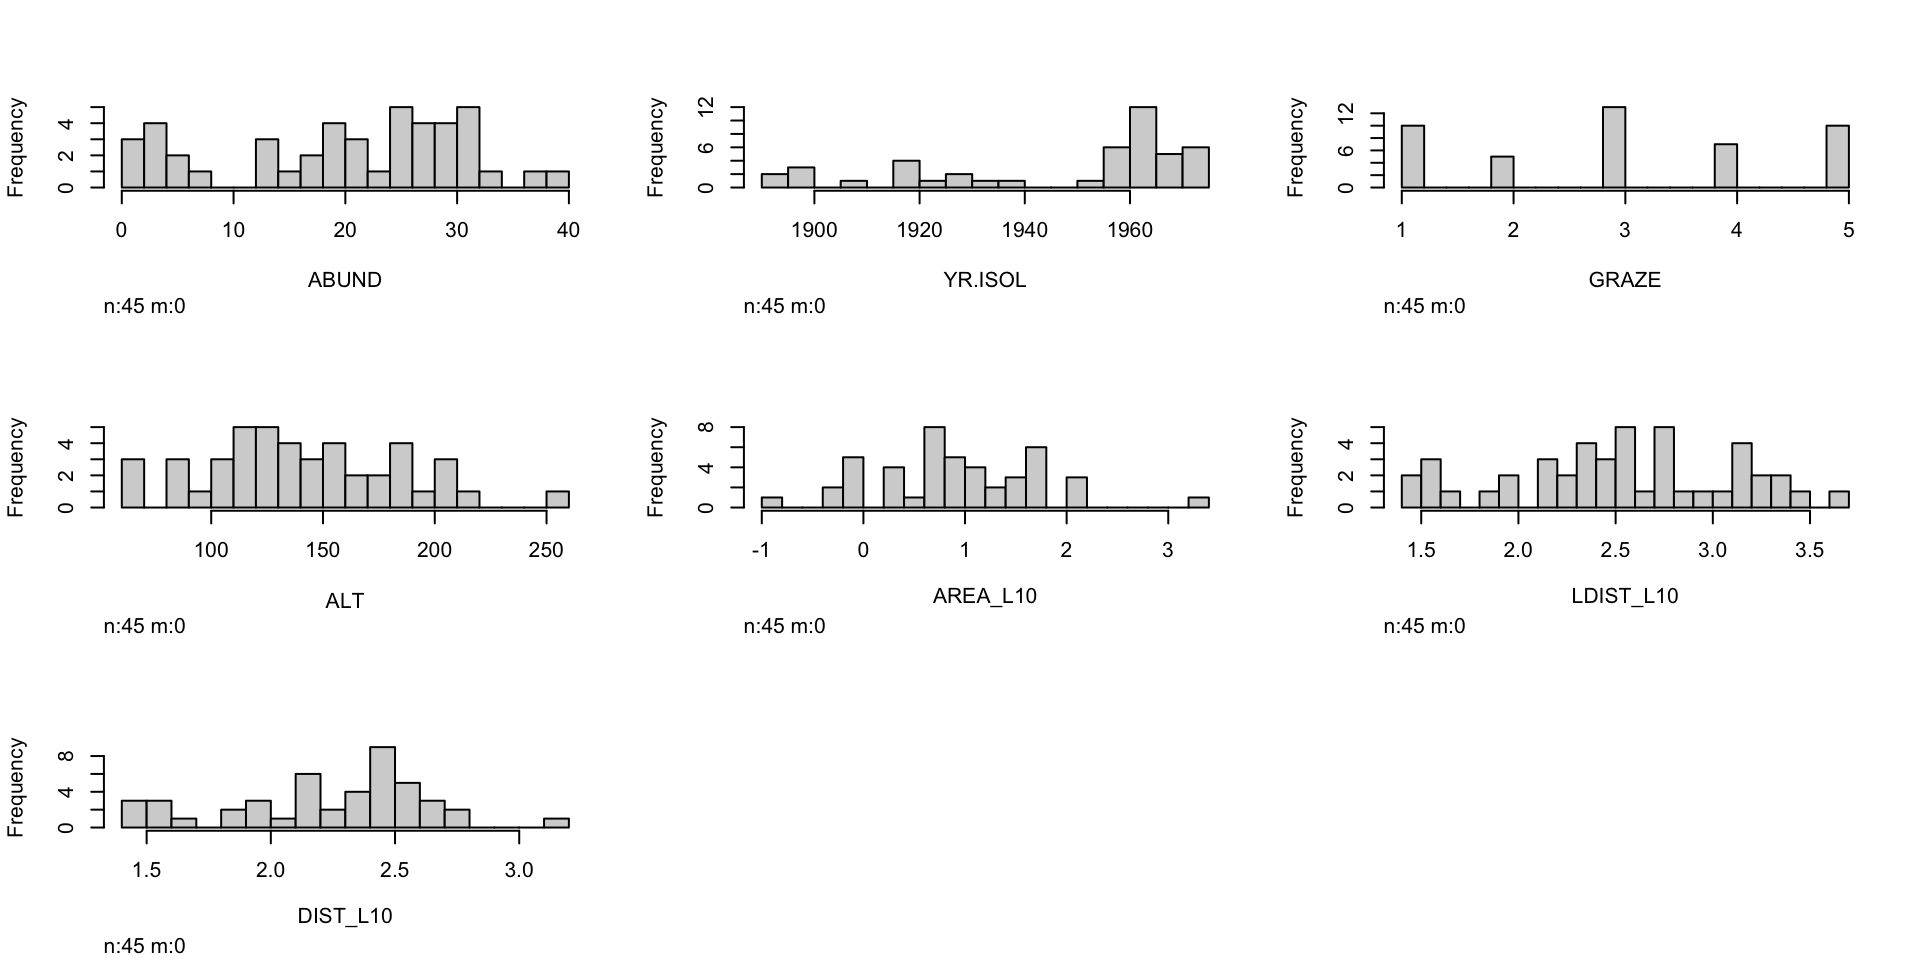 Frequency
0 2 4
0 10 20 30 40
ABUND
n:45 m:0
Frequency
0 6 12
1900 1920 1940 1960
YR.ISOL
n:45 m:0
Frequency
0 6 12
1 2 3 4 5
GRAZE
n:45 m:0
Frequency
0 2 4
100 150 200 250
ALT
n:45 m:0
Frequency
0 4 8
-1 0 1 2 3
AREA_L10
n:45 m:0
Frequency
0 2 4
1.5 2.0 2.5 3.0 3.5
LDIST_L10
n:45 m:0
Frequency
0 4 8
1.5 2.0 2.5 3.0
DIST_L10
n:45 m:0